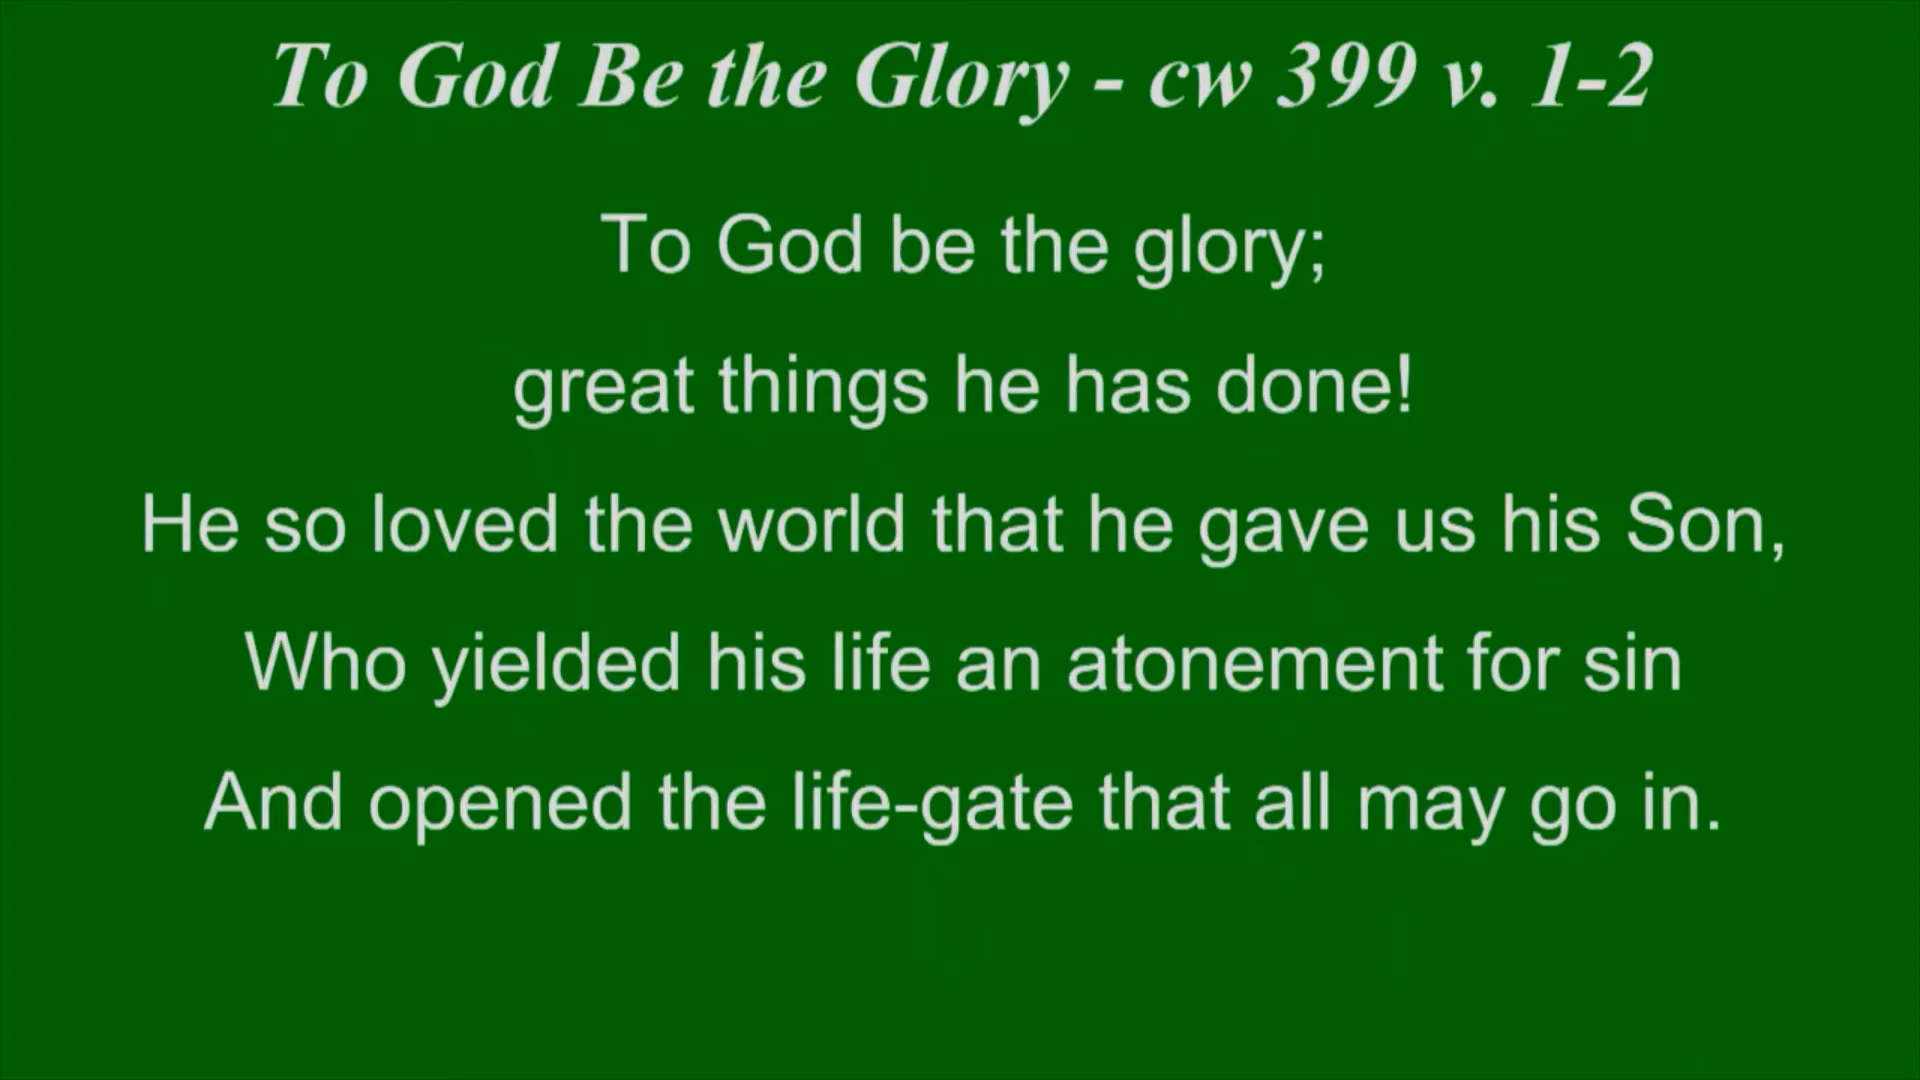 To God Be the Glory - cw 399 v. 1-2
To God be the glory;
great things he has done!
He so loved the world that he gave us his Son,
Who yielded his life an atonement for sin
And opened the life-gate that all may go in.